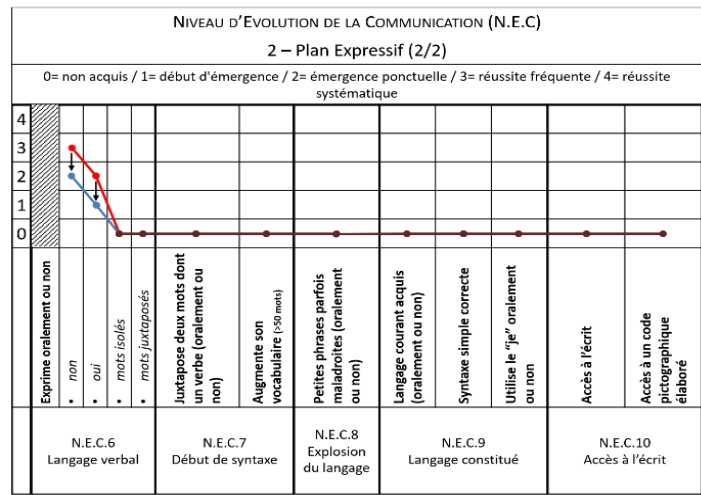 NIVEAU D'EVOLUTION DE LA COMMUNICATION (N.E.C)
2 – Plan Expressif (2/2)
0= non acquis / 1= début d'émergence / 2= émergence ponctuelle / 3= réussite fréquente / 4= réussite
systématique
4
3
2
1
0
Exprime oralement ou non
• non
• oui
• mots isolés
• mots juxtaposés
Juxtapose deux mots dont
un verbe (oralement ou
non)
Augmente son
vocabulaire (>50 mots)
Petites phrases parfois
maladroites (oralement
ou non)
Langage courant acquis
(oralement ou non)
Syntaxe simple correcte
Utilise le "je" oralement
ou non
Accès à l'écrit
Accès à un code
pictographique
élaboré
N.E.C.6
Langage verbal
N.E.C.7
Début de syntaxe
N.E.C.8
Explosion
du langage
N.E.C.9
Langage constitué
N.E.C.10
Accès à l'écrit